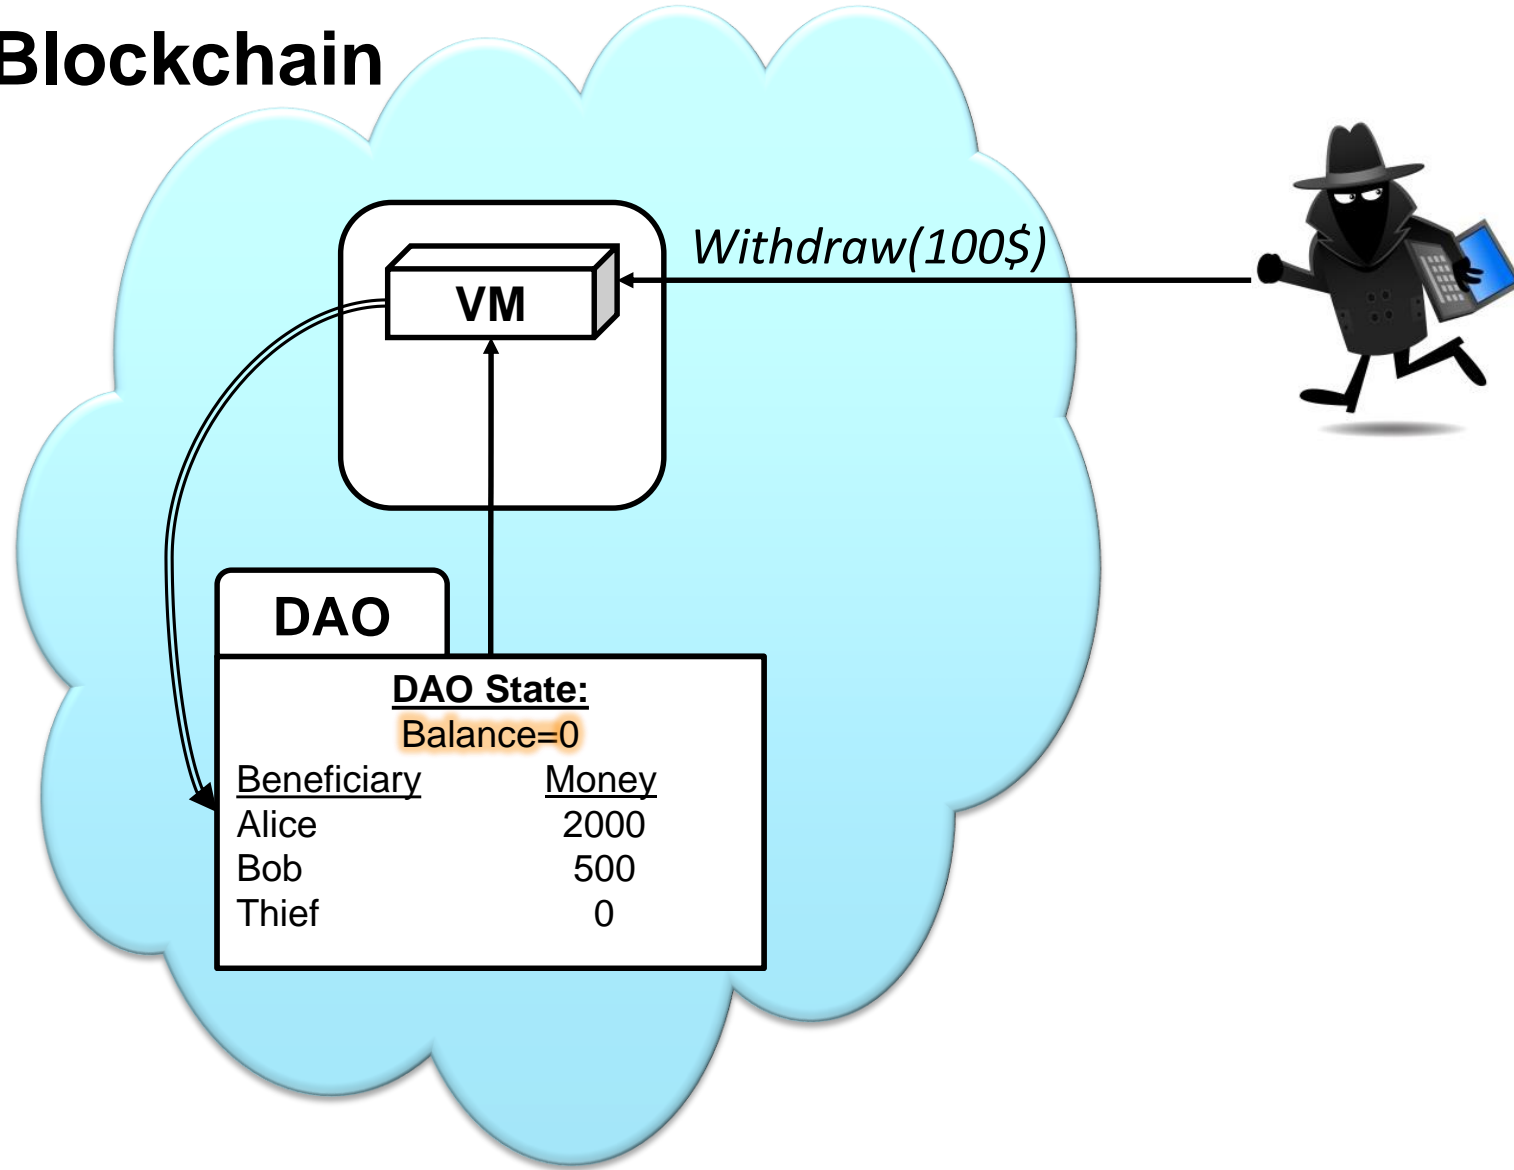 Blockchain
Withdraw(100$)
VM
DAO
DAO State:
Balance=0
Beneficiary Money
Alice 2000
Bob 500
Thief 0